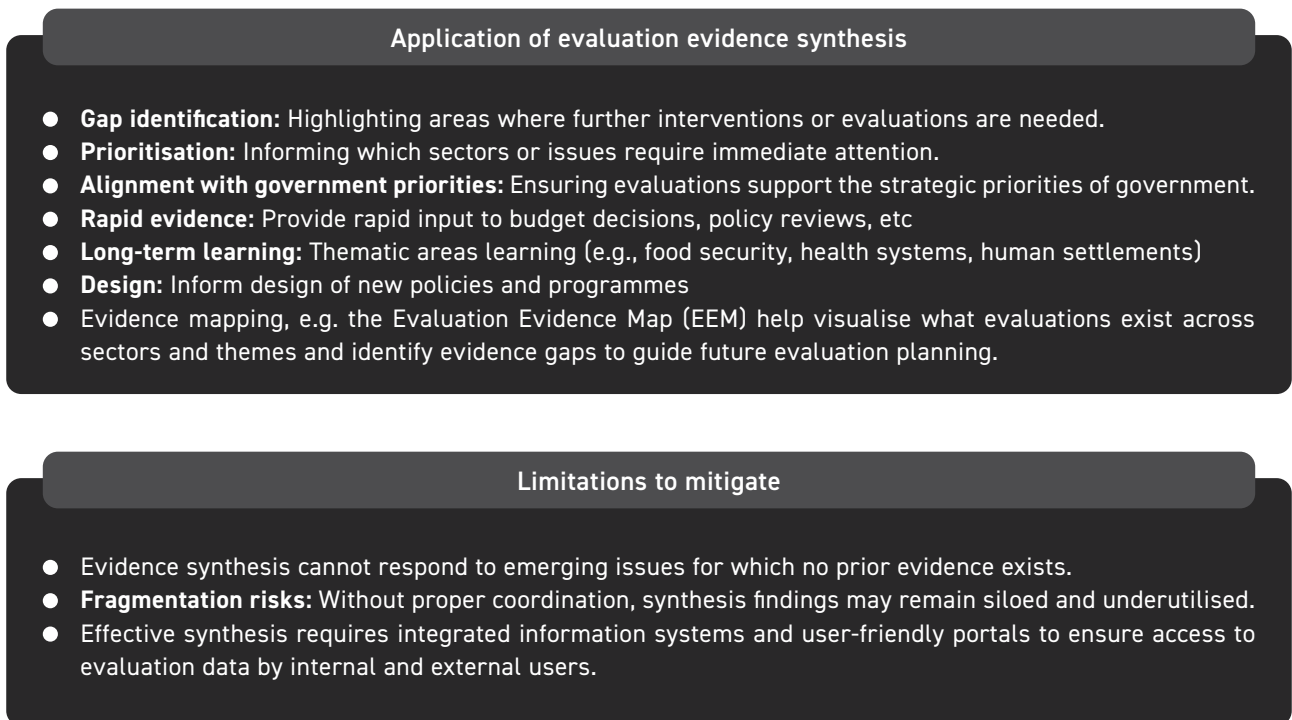 Application of evaluation evidence synthesis
● Gap identification: Highlighting areas where further interventions or evaluations are needed.
● Prioritisation: Informing which sectors or issues require immediate attention.
● Alignment with government priorities: Ensuring evaluations support the strategic priorities of government.
● Rapid evidence: Provide rapid input to budget decisions, policy reviews, etc
● Long-term learning: Thematic areas learning (e.g., food security, health systems, human settlements)
● Design: Inform design of new policies and programmes
● Evidence mapping, e.g. the Evaluation Evidence Map (EEM) help visualise what evaluations exist across
sectors and themes and identify evidence gaps to guide future evaluation planning.
Limitations to mitigate
● Evidence synthesis cannot respond to emerging issues for which no prior evidence exists.
● Fragmentation risks: Without proper coordination, synthesis findings may remain siloed and underutilised.
● Effective synthesis requires integrated information systems and user-friendly portals to ensure access to
evaluation data by internal and external users.